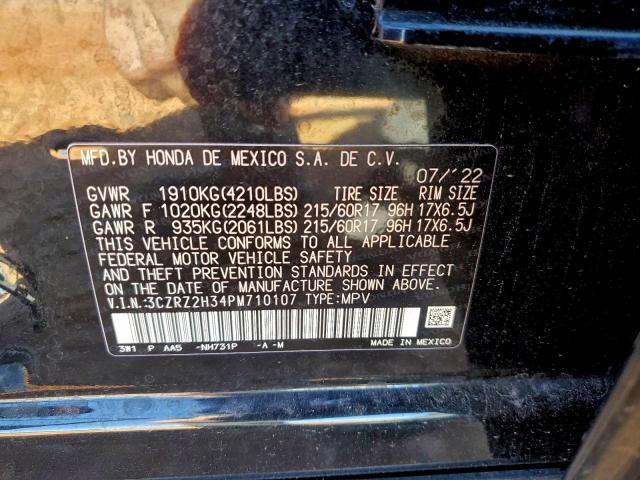 MFD.BY HONDA DE MEXICO S.A. DE C.V.
07/'22
GVWR 1910KG(4210LBS) TIRE SIZE RIM SIZE
GAWR F 1020KG(2248LBS) 215/60R17 96H 17X6.5J
GAWR R 935KG(2061LBS) 215/60R17 96H 17X6.5J
THIS VEHICLE CONFORMS TO ALL APPLICABLE
FEDERAL MOTOR VEHICLE SAFETY
AND THEFT PREVENTION STANDARDS IN EFFECT
ON THE DATE OF MANUFACTURE SHOWN ABOVE.
V.I.N.:3CZRZ2H34PM710107 TYPE:MPV
3W1 P AA5 -NH731P -A -M MADE IN MEXICO